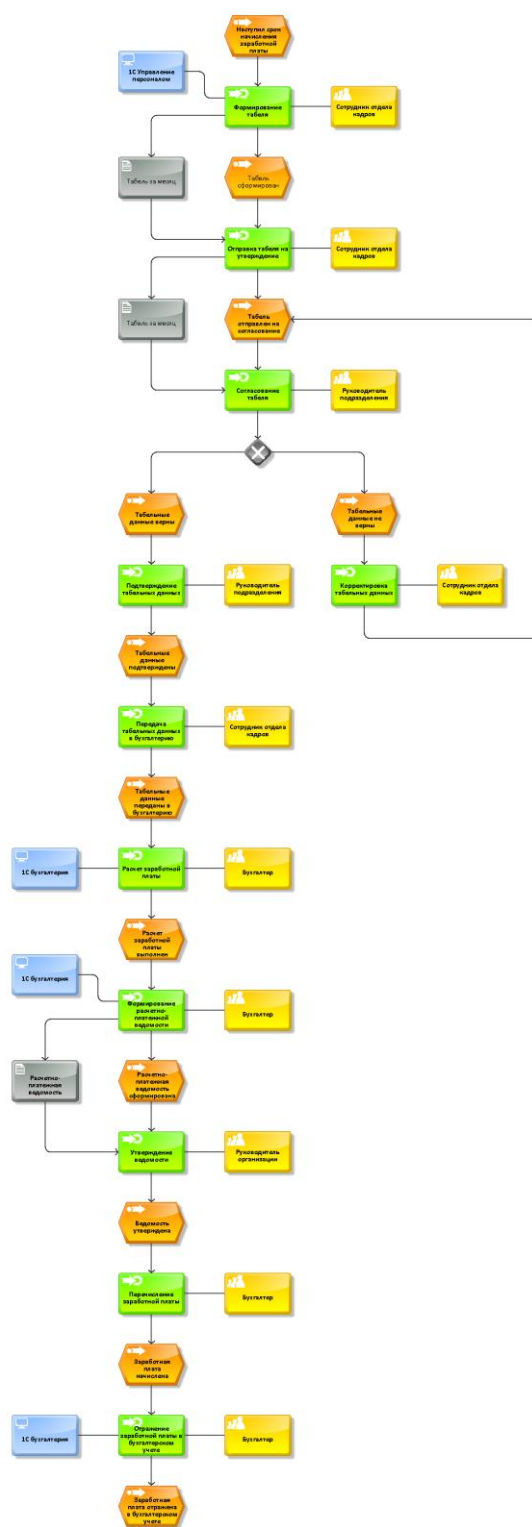 Наступил срок
начисления
заработной
платы
1С Управление
персоналом
Формирование
табеля
Сотрудник отдела
кадров
Табель за месяц
Табель
сформирован
Отправка табеля на
утверждение
Сотрудник отдела
кадров
Табель за месяц
Табель
отправлен на
согласование
Согласование
табеля
Руководитель
подразделения
Табельные
данные верны
Табельные
данные не
верны
Подтверждение
табельных данных
Руководитель
подразделения
Корректировка
табельных данных
Сотрудник отдела
кадров
Табельные
данные
подтверждены
Передача
табельных данных
в бухгалтерию
Сотрудник отдела
кадров
Табельные
данные
переданы в
бухгалтерию
1С бухгалтерия
Расчет заработной
платы
Бухгалтер
Расчет
заработной
платы
выполнен
1С бухгалтерия
Формирование
расчетно-
платежной
ведомости
Бухгалтер
Расчетно-
платежная
ведомость
Расчетно-
платежная
ведомость
сформирована
Утверждение
ведомости
Руководитель
организации
Ведомость
утверждена
Перечисление
заработной платы
Бухгалтер
Заработная
плата
начислена
1С бухгалтерия
Отражение
заработной платы в
бухгалтерском
учете
Бухгалтер
Заработная
плата отражена
в бухгалтерском
учете